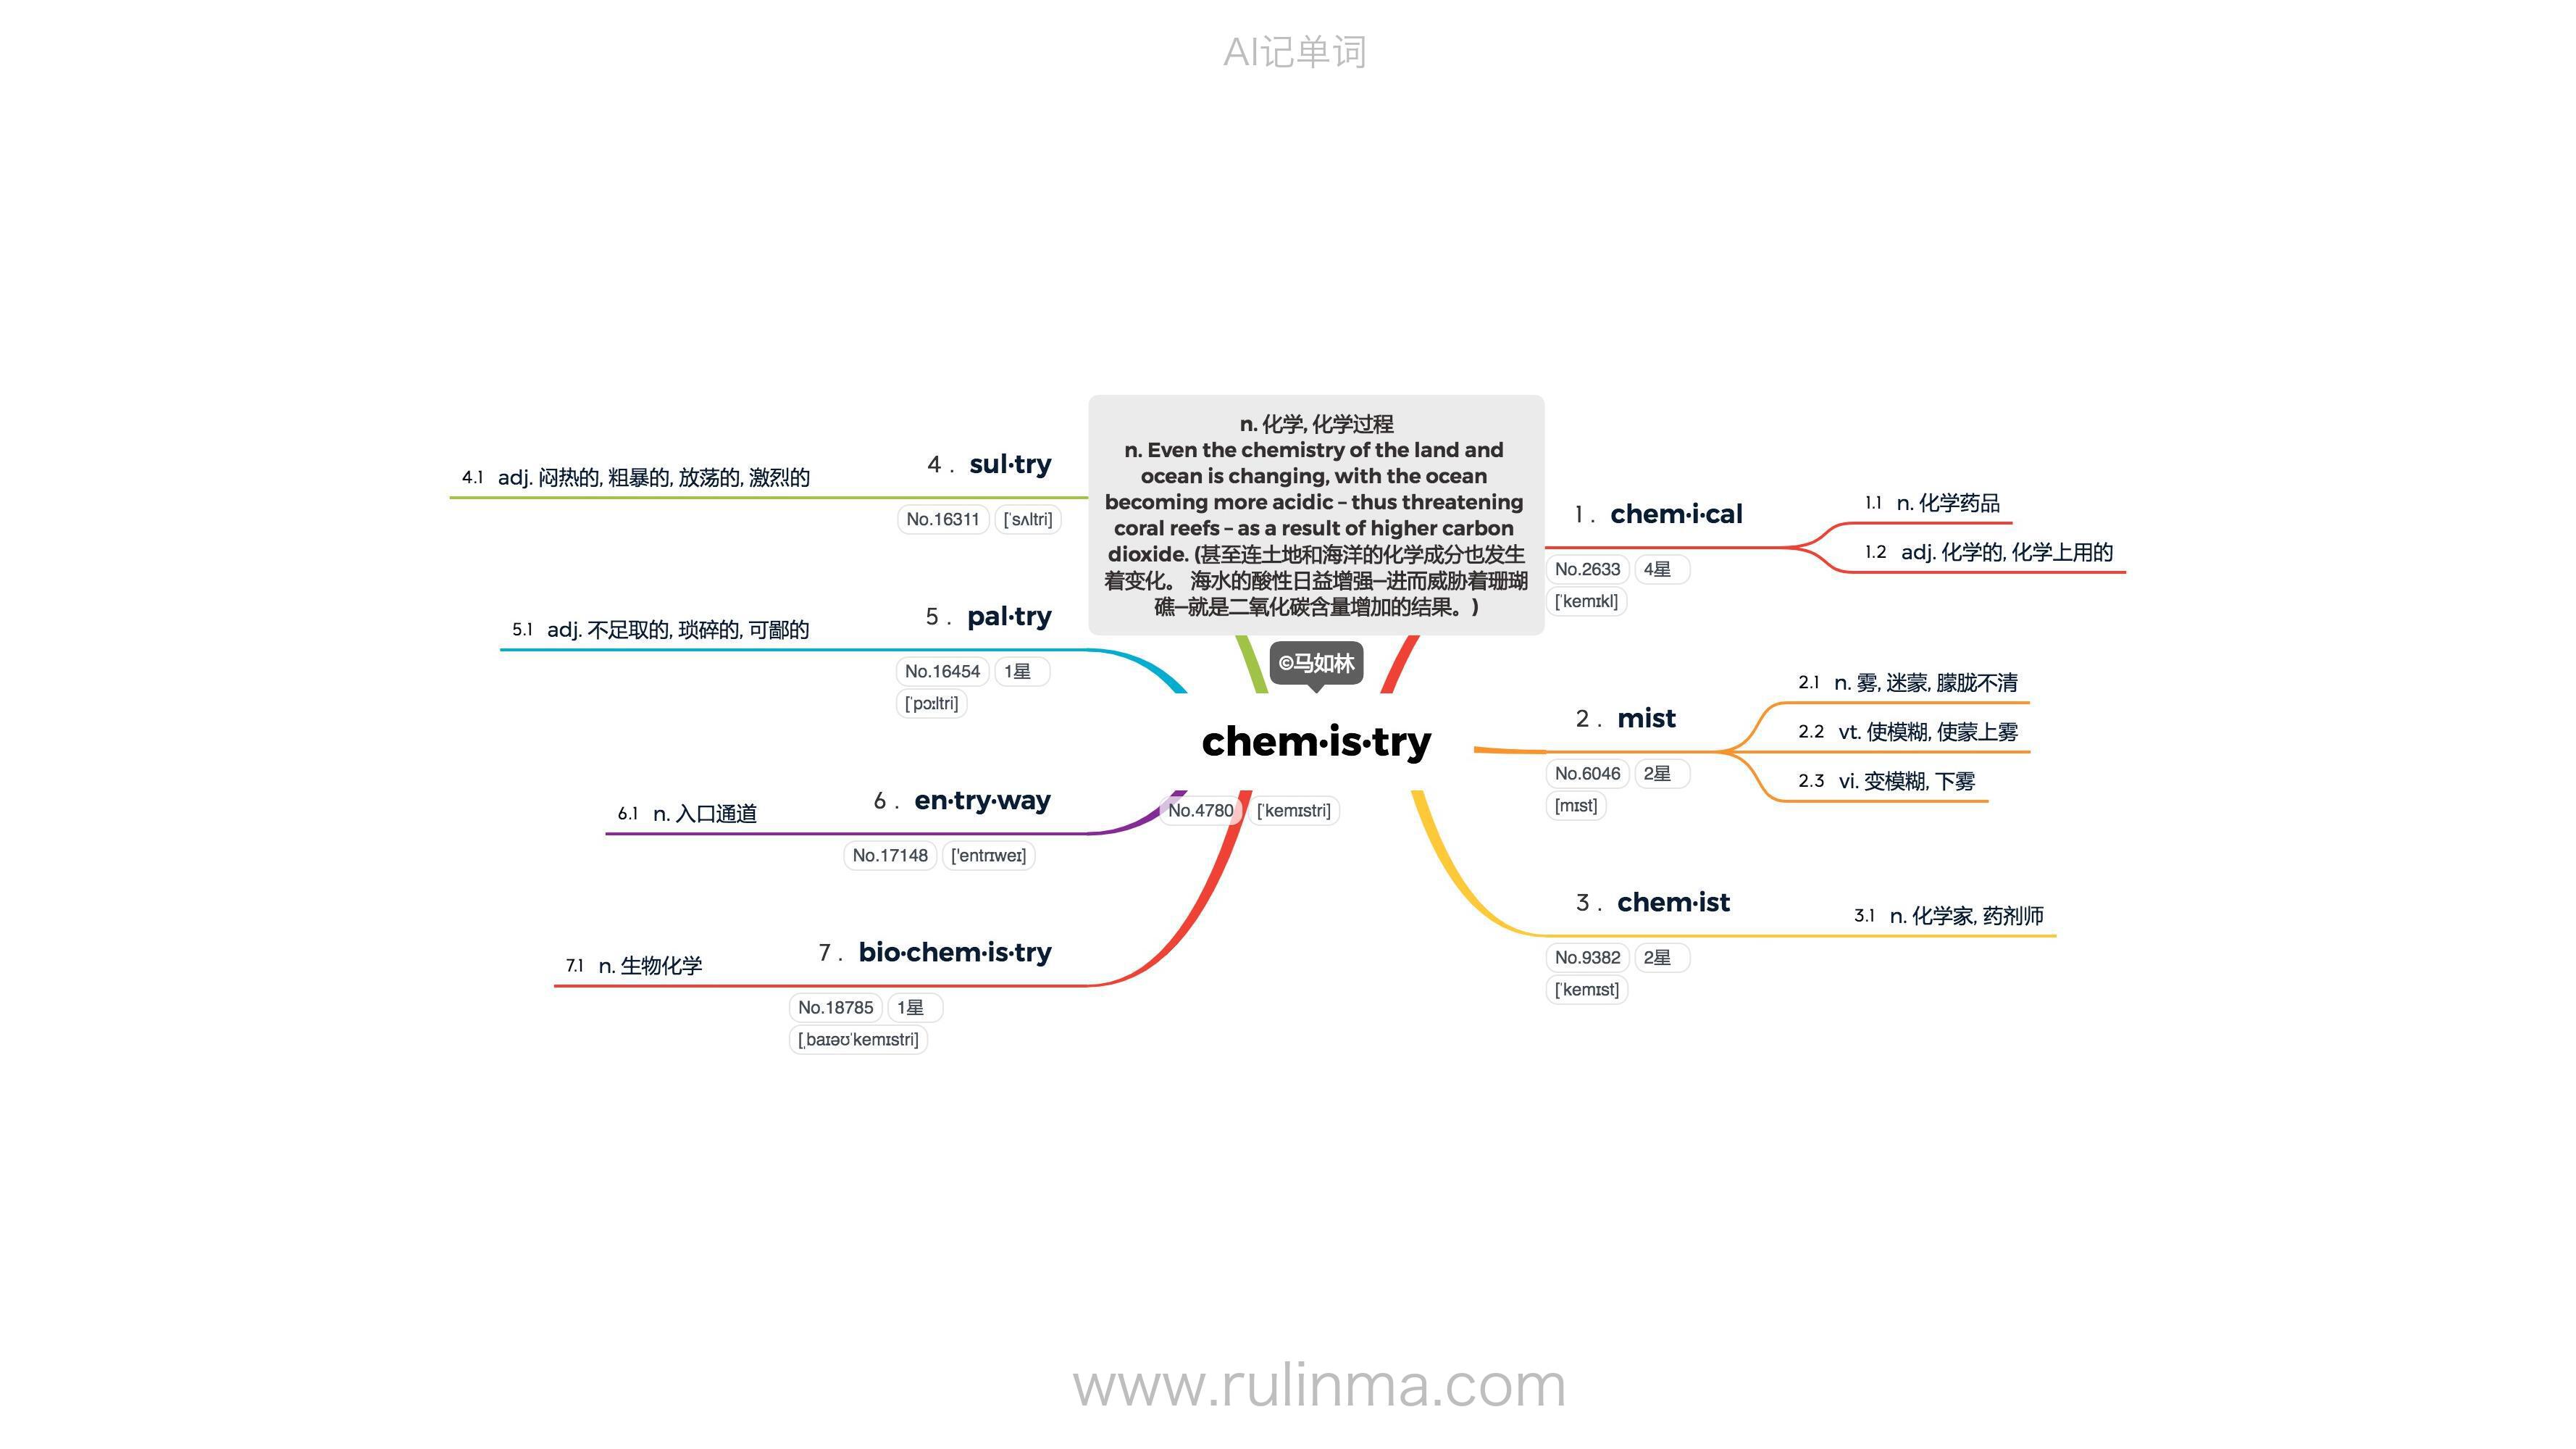 AI记单词
n. 化学, 化学过程
n. Even the chemistry of the land and
ocean is changing, with the ocean
becoming more acidic – thus threatening
coral reefs – as a result of higher carbon
dioxide. (甚至连土地和海洋的化学成分也发生
着变化。 海水的酸性日益增强—进而威胁着珊瑚
礁—就是二氧化碳含量增加的结果。)
©马如林
chem·is·try
No.4780 [ˈkemɪstri]
1 . chem·i·cal
No.2633 4星
[ˈkemɪkl]
1.1 n. 化学药品
1.2 adj. 化学的, 化学上用的
2 . mist
No.6046 2星
[mɪst]
2.1 n. 雾, 迷蒙, 朦胧不清
2.2 vt. 使模糊, 使蒙上雾
2.3 vi. 变模糊, 下雾
3 . chem·ist
No.9382 2星
[ˈkemɪst]
3.1 n. 化学家, 药剂师
4 . sul·try
No.16311 [ˈsʌltri]
4.1 adj. 闷热的, 粗暴的, 放荡的, 激烈的
5 . pal·try
No.16454 1星
[ˈpɔːltri]
5.1 adj. 不足取的, 琐碎的, 可鄙的
6 . en·try·way
No.17148 ['entrɪweɪ]
6.1 n. 入口通道
7 . bio·chem·is·try
No.18785 1星
[ˌbaɪəʊˈkemɪstri]
7.1 n. 生物化学
www.rulinma.com